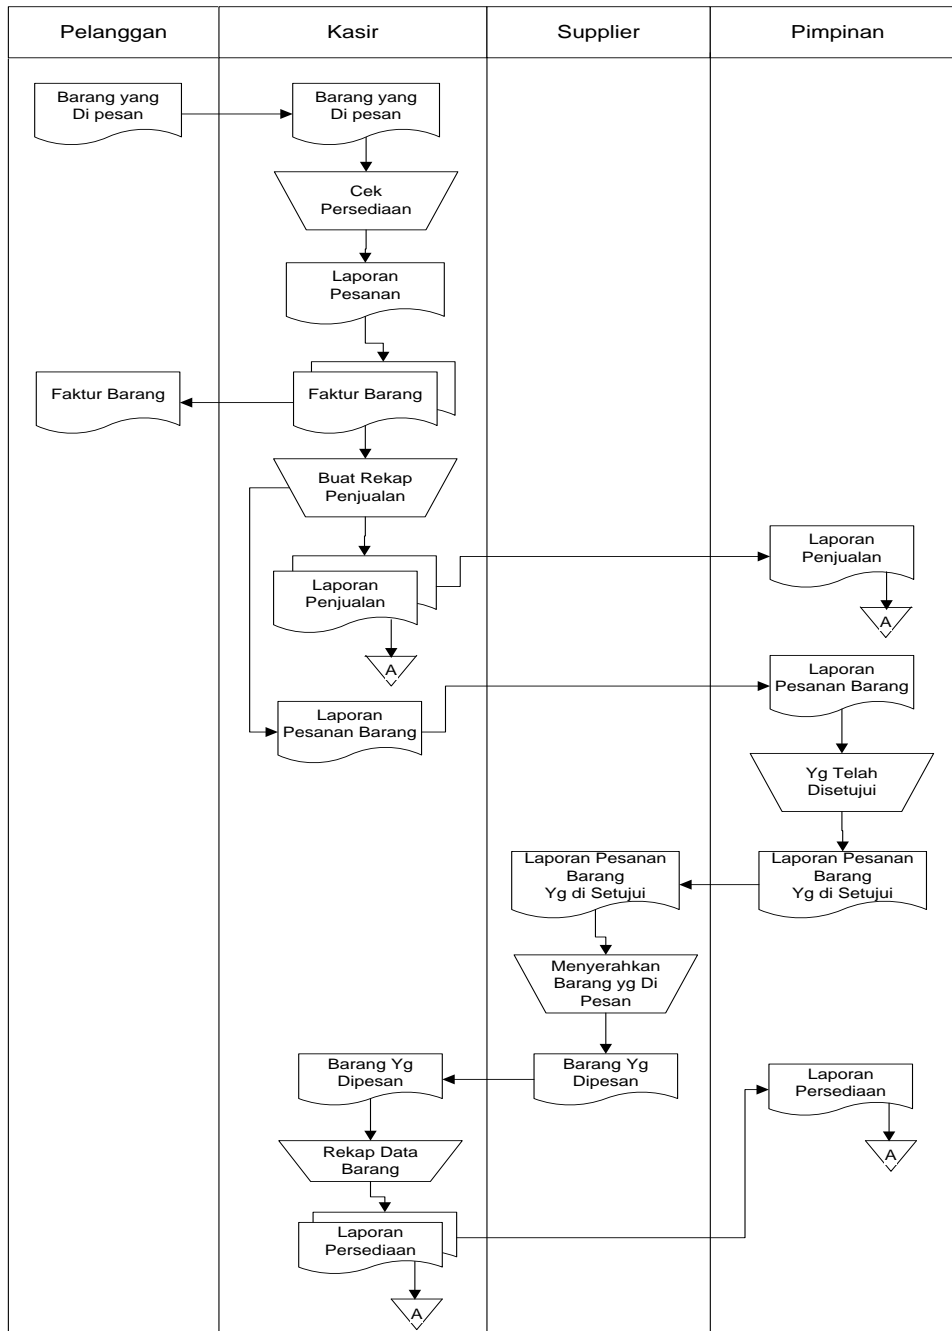 Pelanggan
Kasir
Supplier
Pimpinan
Barang yang
Di pesan
Barang yang
Di pesan
Cek
Persediaan
Laporan
Pesanan
Faktur Barang
Faktur Barang
Buat Rekap
Penjualan
Laporan
Penjualan
Laporan
Penjualan
A
A
Laporan
Pesanan Barang
Laporan
Pesanan Barang
Yg Telah
Disetujui
Laporan Pesanan
Barang
Yg di Setujui
Laporan Pesanan
Barang
Yg di Setujui
Menyerahkan
Barang yg Di
Pesan
Barang Yg
Dipesan
Barang Yg
Dipesan
Laporan
Persediaan
A
Rekap Data
Barang
Laporan
Persediaan
A